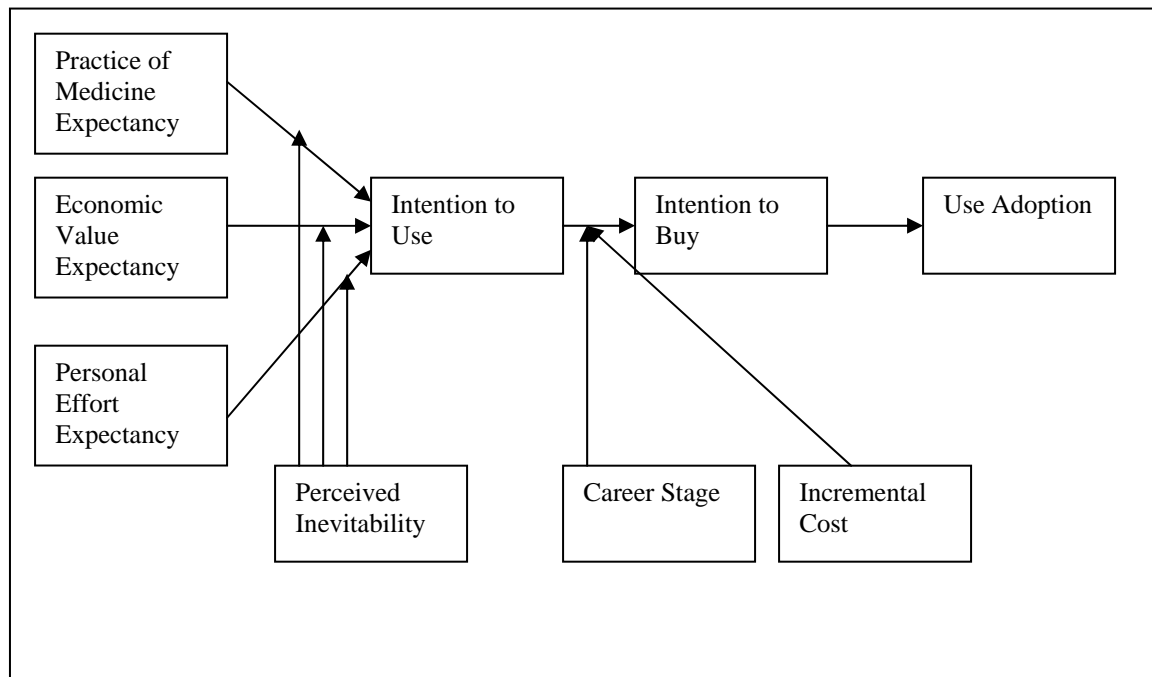 Practice of
Medicine
Expectancy
Economic
Value
Expectancy
Personal
Effort
Expectancy
Intention to
Use
Intention to
Buy
Use Adoption
Perceived
Inevitability
Career Stage
Incremental
Cost